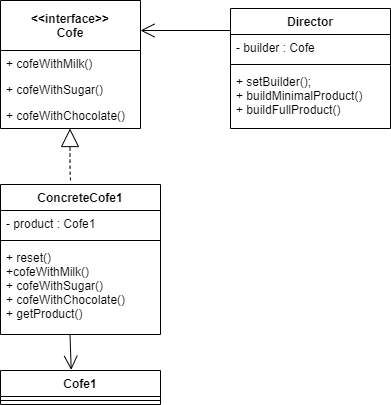 <<interface>>
Cofe
+ cofeWithMilk()
+ cofeWithSugar()
+ cofeWithChocolate()
Director
- builder : Cofe
+ setBuilder();
+ buildMinimalProduct()
+ buildFullProduct()
ConcreteCofe1
- product : Cofe1
+ reset()
+cofeWithMilk()
+ cofeWithSugar()
+ cofeWithChocolate()
+ getProduct()
Cofe1